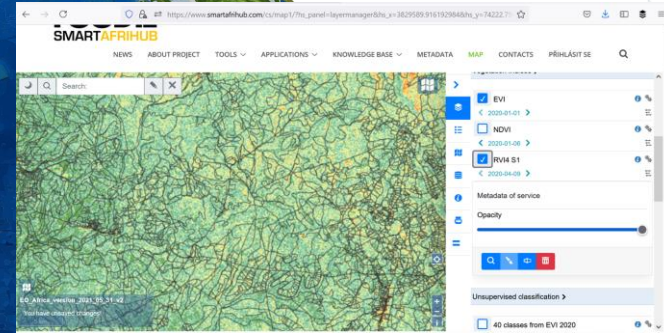 https://www.smartafrihub.com/cs/map1/?hs_panel=layermanager&hs_x=3829589.916192984&hs_y=74222.7
SMARTAFRIHUB
NEWS ABOUT PROJECT TOOLS APPLICATIONS KNOWLEDGE BASE METADATA MAP CONTACTS PŘIHLÁSIT SE
Search:
EVI
2020-01-01
NDVI
2020-01-06
RVI4 S1
2020-04-09
Metadata of service
Opacity
EO_Africa_version_2021_05_31_v2
You have unsaved changes
Unsupervised classification >
40 classes from EVI 2020